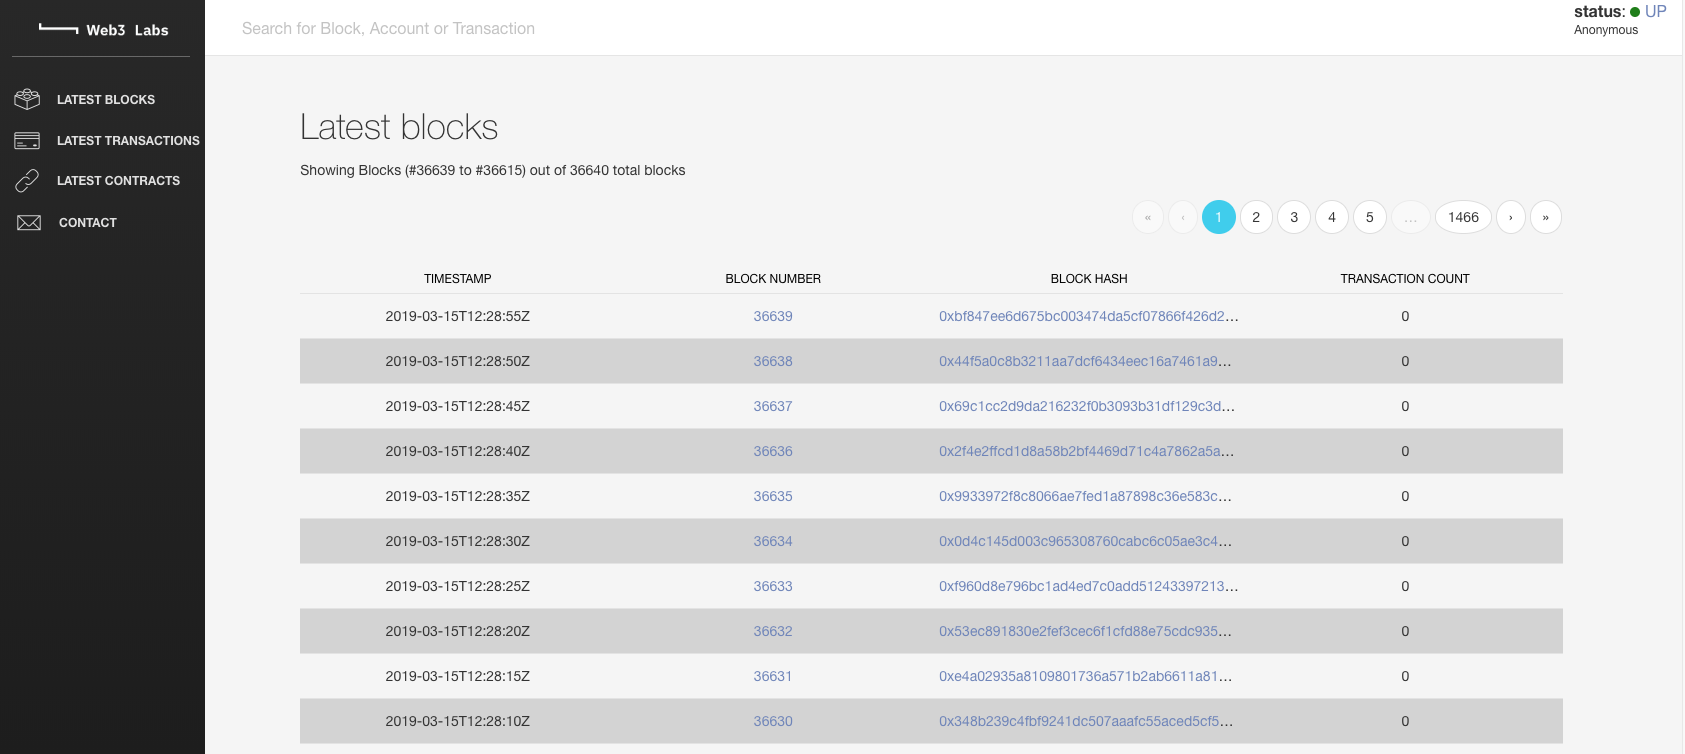 Web3 Labs
LATEST BLOCKS
LATEST TRANSACTIONS
LATEST CONTRACTS
CONTACT
Search for Block, Account or Transaction
status: UP
Anonymous
Latest blocks
Showing Blocks (#36639 to #36615) out of 36640 total blocks
« ‹ 1 2 3 4 5 ... 1466 › »
TIMESTAMP BLOCK NUMBER BLOCK HASH TRANSACTION COUNT
2019-03-15T12:28:55Z 36639 0xbf847ee6d675bc003474da5cf07866f426d2... 0
2019-03-15T12:28:50Z 36638 0x44f5a0c8b3211aa7dcf6434eec16a7461a9... 0
2019-03-15T12:28:45Z 36637 0x69c1cc2d9da216232f0b3093b31df129c3d... 0
2019-03-15T12:28:40Z 36636 0x2f4e2ffcd1d8a58b2bf4469d71c4a7862a5a... 0
2019-03-15T12:28:35Z 36635 0x9933972f8c8066ae7fed1a87898c36e583c... 0
2019-03-15T12:28:30Z 36634 0x0d4c145d003c965308760cabc6c05ae3c4... 0
2019-03-15T12:28:25Z 36633 0xf960d8e796bc1ad4ed7c0add51243397213... 0
2019-03-15T12:28:20Z 36632 0x53ec891830e2fef3cec6f1cfd88e75cdc935... 0
2019-03-15T12:28:15Z 36631 0xe4a02935a8109801736a571b2ab6611a81... 0
2019-03-15T12:28:10Z 36630 0x348b239c4fbf9241dc507aaafc55aced5cf5... 0